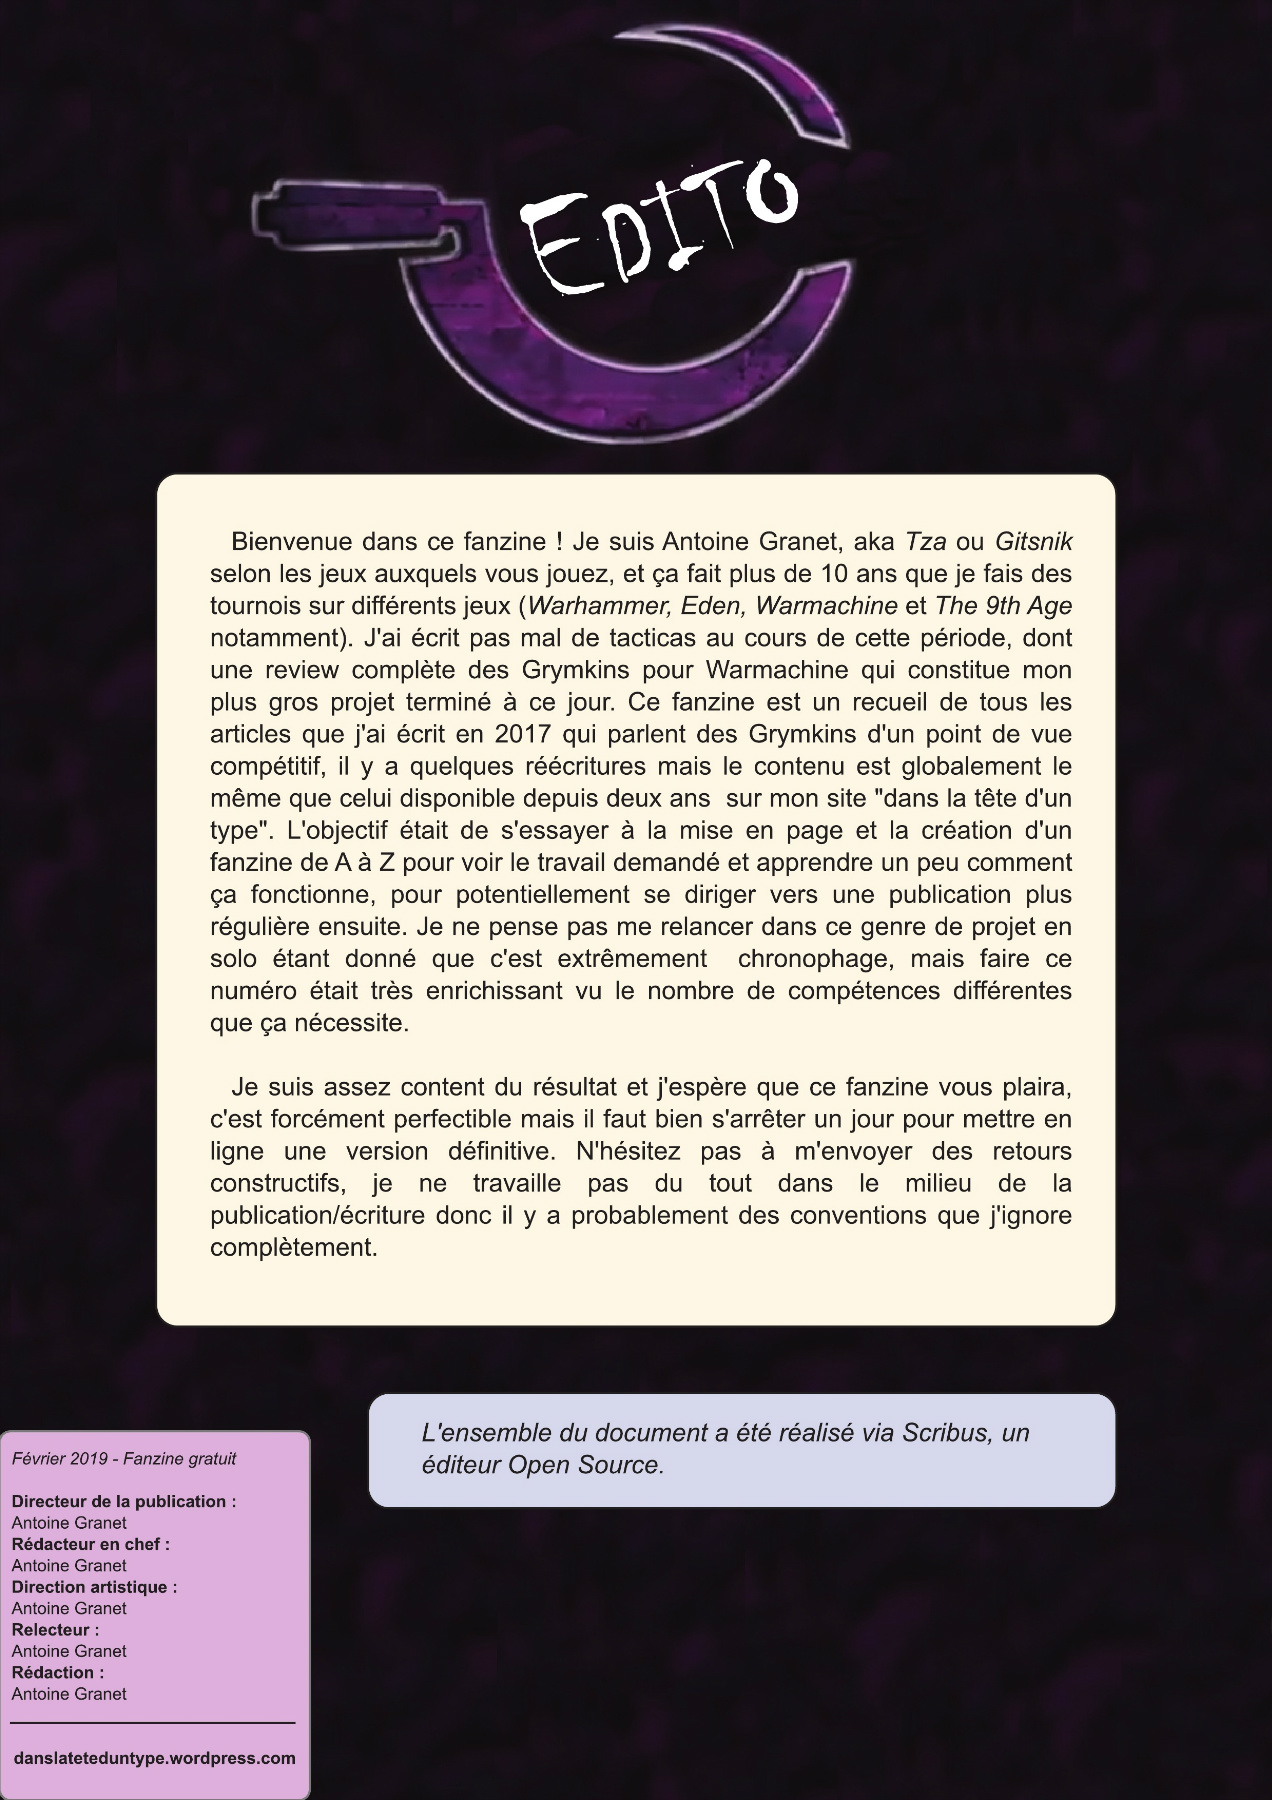 EDITO
Bienvenue dans ce fanzine ! Je suis Antoine Granet, aka Tza ou Gitsnik
selon les jeux auxquels vous jouez, et ça fait plus de 10 ans que je fais des
tournois sur différents jeux (Warhammer, Eden, Warmachine et The 9th Age
notamment). J'ai écrit pas mal de tacticas au cours de cette période, dont
une review complète des Grymkins pour Warmachine qui constitue mon
plus gros projet terminé à ce jour. Ce fanzine est un recueil de tous les
articles que j'ai écrit en 2017 qui parlent des Grymkins d'un point de vue
compétitif, il y a quelques réécritures mais le contenu est globalement le
même que celui disponible depuis deux ans  sur mon site "dans la tête d'un
type". L'objectif était de s'essayer à la mise en page et la création d'un
fanzine de A à Z pour voir le travail demandé et apprendre un peu comment
ça fonctionne, pour potentiellement se diriger vers une publication plus
régulière ensuite. Je ne pense pas me relancer dans ce genre de projet en
solo étant donné que c'est extrêmement  chronophage, mais faire ce
numéro était très enrichissant vu le nombre de compétences différentes
que ça nécessite.
Je suis assez content du résultat et j'espère que ce fanzine vous plaira,
c'est forcément perfectible mais il faut bien s'arrêter un jour pour mettre en
ligne une version définitive. N'hésitez pas à m'envoyer des retours
constructifs, je ne travaille pas du tout dans le milieu de la
publication/écriture donc il y a probablement des conventions que j'ignore
complètement.
L'ensemble du document a été réalisé via Scribus, un
éditeur Open Source.
Février 2019 - Fanzine gratuit
Directeur de la publication :
Antoine Granet
Rédacteur en chef :
Antoine Granet
Direction artistique :
Antoine Granet
Relecteur :
Antoine Granet
Rédaction :
Antoine Granet
danslateteduntype.wordpress.com